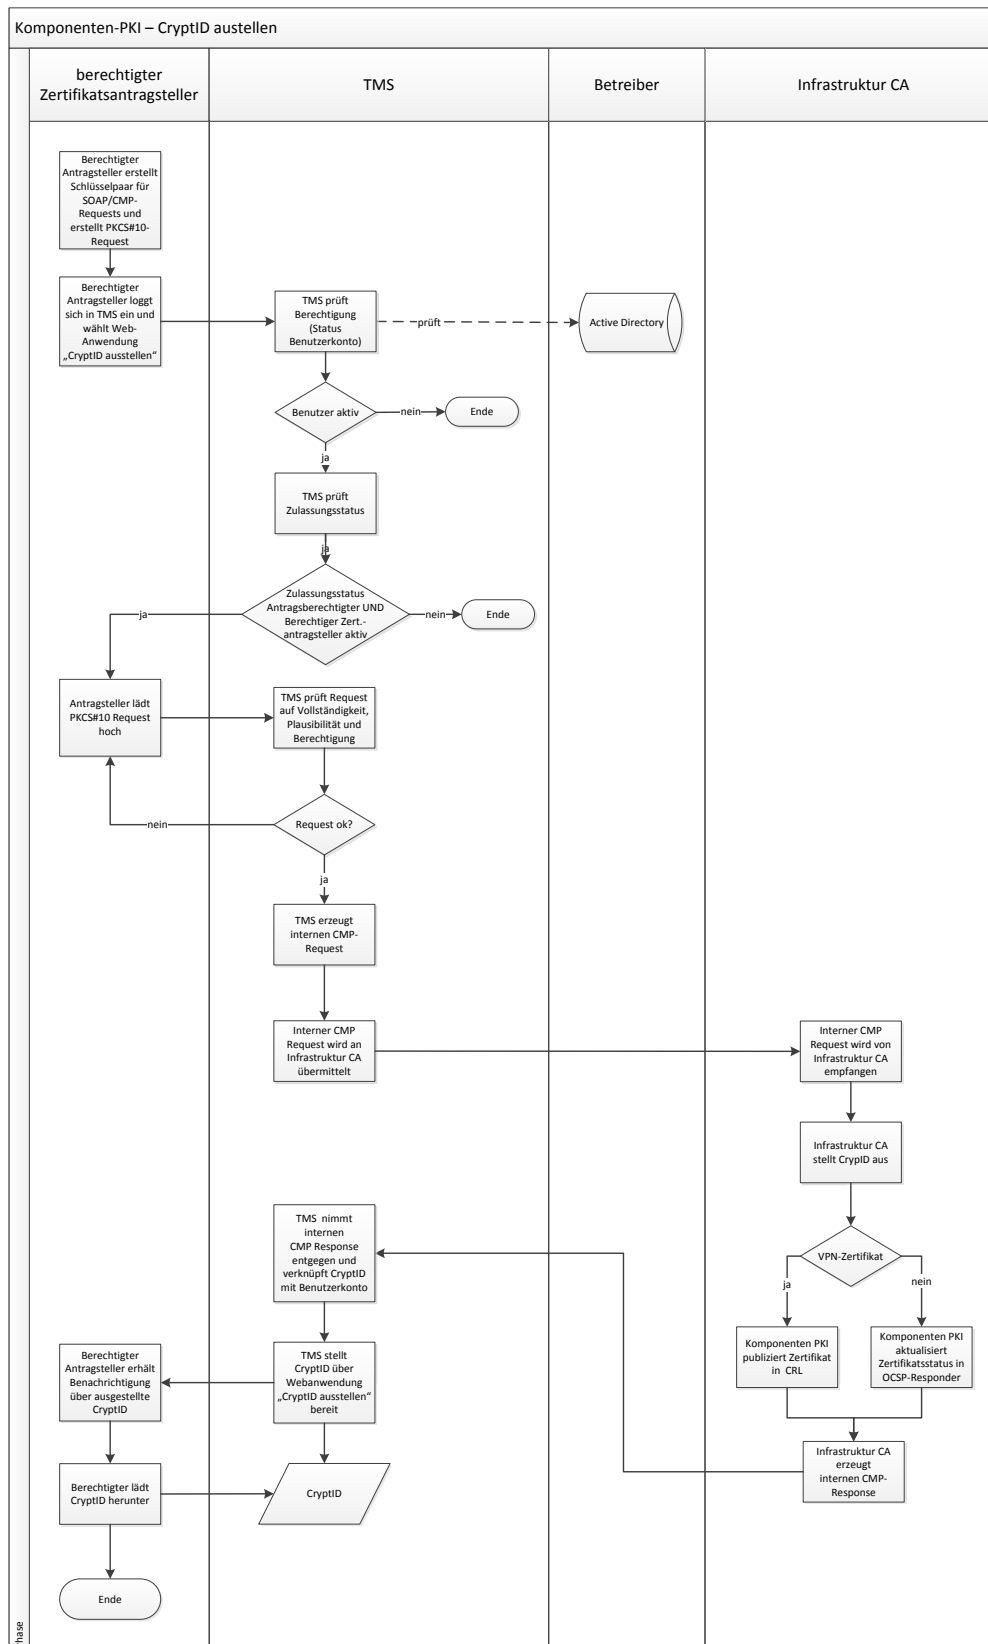 Komponenten-PKI – CryptID austellen
berechtigter
Zertifikatsantragsteller
TMS
Betreiber
Infrastruktur CA
Berechtigter
Antragsteller erstellt
Schlüsselpaar für
SOAP/CMP-
Requests und
erstellt PKCS#10-
Request
Berechtigter
Antragsteller loggt
sich in TMS ein und
wählt Web-
Anwendung
„CryptID ausstellen“
TMS prüft
Berechtigung
(Status
Benutzerkonto)
prüft
Active Directory
Benutzer aktiv
nein
Ende
ja
TMS prüft
Zulassungsstatus
ja
Zulassungsstatus
Antragsberechtigter UND
Berechtiger Zert.-
antragsteller aktiv
nein
Ende
ja
Antragsteller lädt
PKCS#10 Request
hoch
TMS prüft Request
auf Vollständigkeit,
Plausibilität und
Berechtigung
Request ok?
nein
ja
TMS erzeugt
internen CMP-
Request
Interner CMP
Request wird an
Infrastruktur CA
übermittelt
Interner CMP
Request wird von
Infrastruktur CA
empfangen
Infrastruktur CA
stellt CrypID aus
VPN-Zertifikat
ja
nein
Komponenten PKI
publiziert Zertifikat
in CRL
Komponenten PKI
aktualisiert
Zertifikatsstatus in
OCSP-Responder
Infrastruktur CA
erzeugt
internen CMP-
Response
TMS nimmt
internen
CMP Response
entgegen und
verknüpft CryptID
mit Benutzerkonto
TMS stellt
CryptID über
Webanwendung
„CryptID ausstellen“
bereit
Berechtigter
Antragsteller erhält
Benachrichtigung
über ausgestellte
CryptID
Berechtigter lädt
CryptID herunter
CryptID
Ende